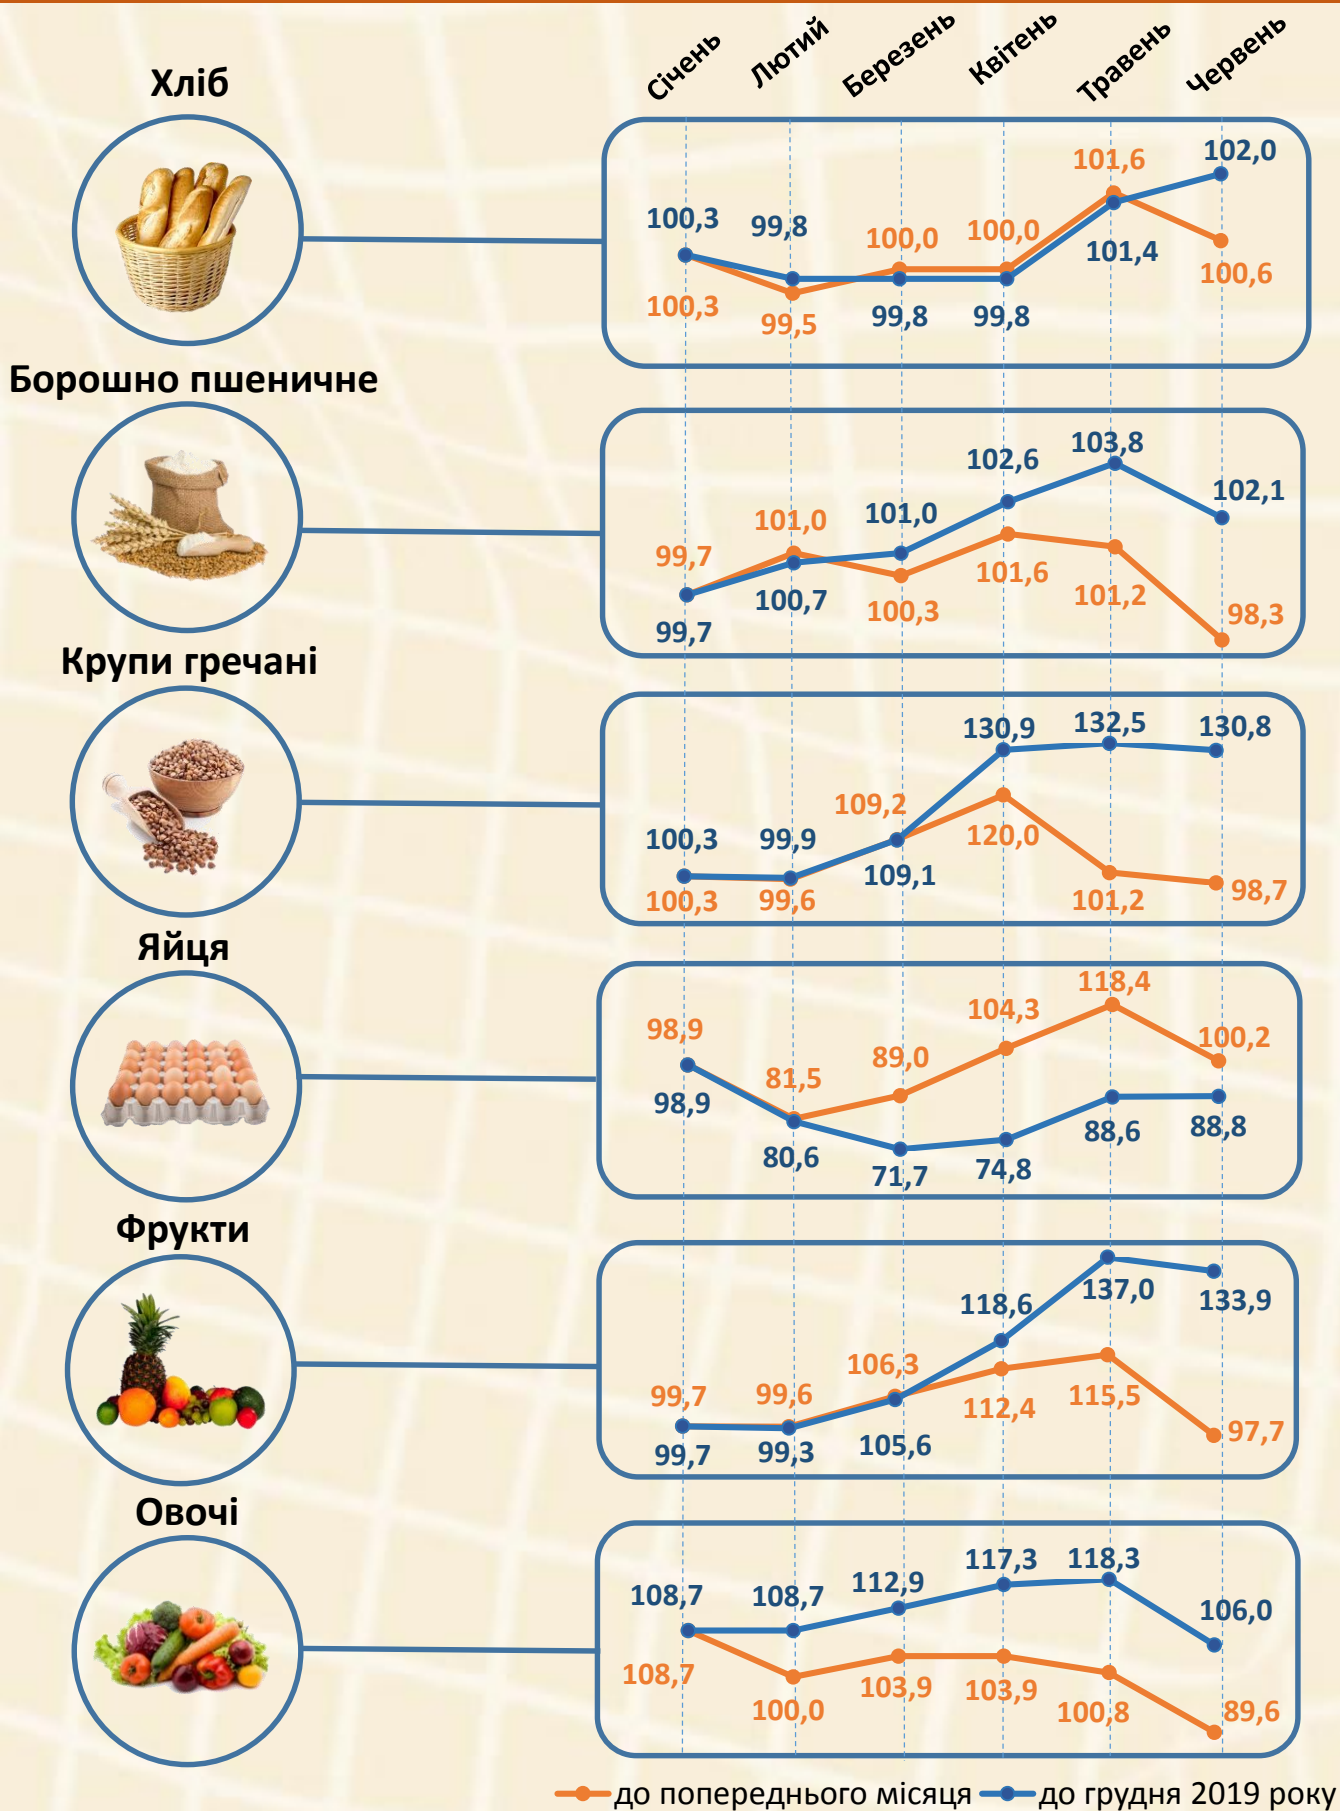 Січень Лютий Березень Квітень Травень Червень
Хліб
100,3 99,8 99,8 99,8 101,4 102,0
100,3 99,5 100,0 100,0 101,6 100,6
Борошно пшеничне
99,7 100,7 101,0 102,6 103,8 102,1
99,7 101,0 100,3 101,6 101,2 98,3
Крупи гречані
100,3 99,9 109,1 130,9 132,5 130,8
100,3 99,6 109,2 120,0 101,2 98,7
Яйця
98,9 81,5 89,0 104,3 118,4 100,2
98,9 80,6 71,7 74,8 88,6 88,8
Фрукти
99,7 99,3 105,6 118,6 137,0 133,9
99,7 99,6 106,3 112,4 115,5 97,7
Овочі
108,7 108,7 112,9 117,3 118,3 106,0
108,7 100,0 103,9 103,9 100,8 89,6
до попереднього місяця до грудня 2019 року